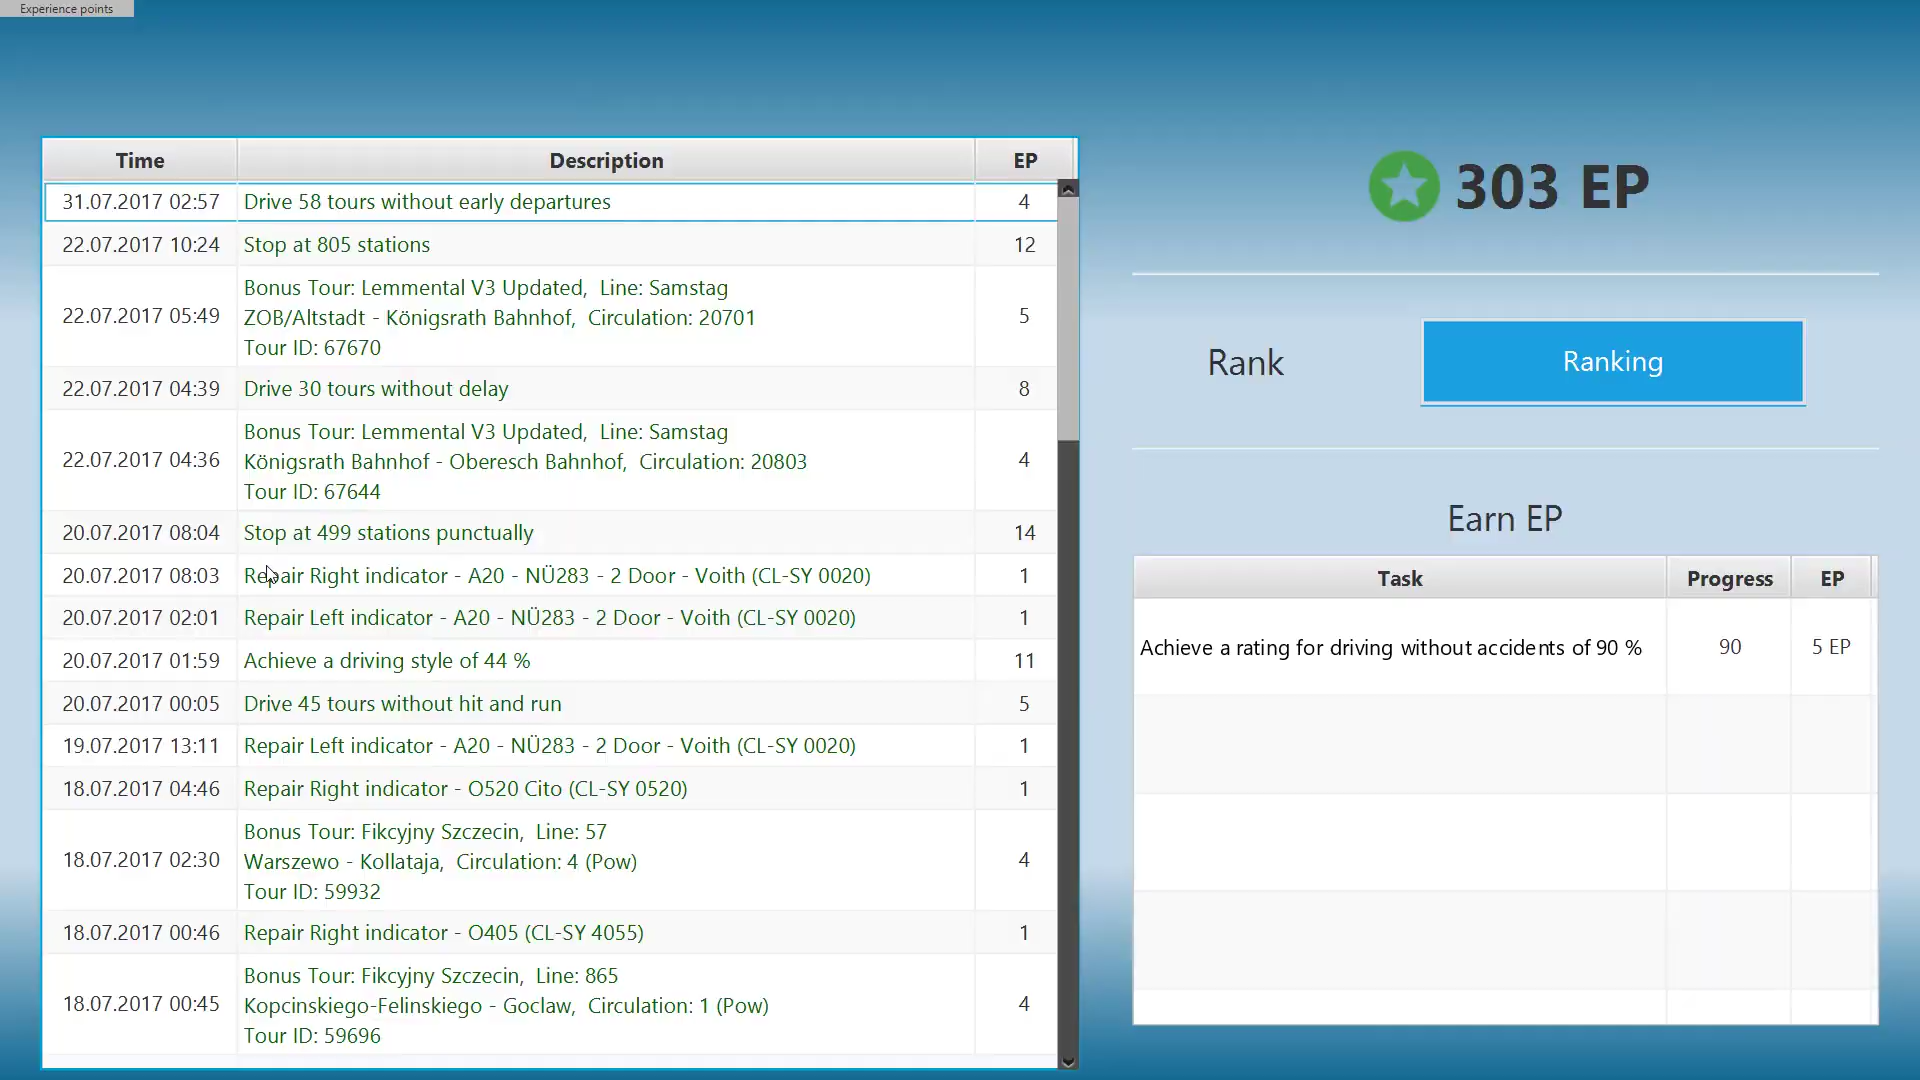 Experience points
Time Description EP
31.07.2017 02:57 Drive 58 tours without early departures 4
22.07.2017 10:24 Stop at 805 stations 12
22.07.2017 05:49 Bonus Tour: Lemmental V3 Updated, Line: Samstag
ZOB/Altstadt - Königsrath Bahnhof, Circulation: 20701
Tour ID: 67670
5
22.07.2017 04:39 Drive 30 tours without delay 8
22.07.2017 04:36 Bonus Tour: Lemmental V3 Updated, Line: Samstag
Königsrath Bahnhof - Oberesch Bahnhof, Circulation: 20803
Tour ID: 67644
4
20.07.2017 08:04 Stop at 499 stations punctually 14
20.07.2017 08:03 Repair Right indicator - A20 - NÜ283 - 2 Door - Voith (CL-SY 0020) 1
20.07.2017 02:01 Repair Left indicator - A20 - NÜ283 - 2 Door - Voith (CL-SY 0020) 1
20.07.2017 01:59 Achieve a driving style of 44 % 11
20.07.2017 00:05 Drive 45 tours without hit and run 5
19.07.2017 13:11 Repair Left indicator - A20 - NÜ283 - 2 Door - Voith (CL-SY 0020) 1
18.07.2017 04:46 Repair Right indicator - O520 Cito (CL-SY 0520) 1
18.07.2017 02:30 Bonus Tour: Fikcyjny Szczecin, Line: 57
Warszewo - Kollataja, Circulation: 4 (Pow)
Tour ID: 59932
4
18.07.2017 00:46 Repair Right indicator - O405 (CL-SY 4055) 1
18.07.2017 00:45 Bonus Tour: Fikcyjny Szczecin, Line: 865
Kopcinskiego-Felinskiego - Goclaw, Circulation: 1 (Pow)
Tour ID: 59696
4
303 EP
Rank Ranking
Earn EP
Task Progress EP
Achieve a rating for driving without accidents of 90 % 90 5 EP